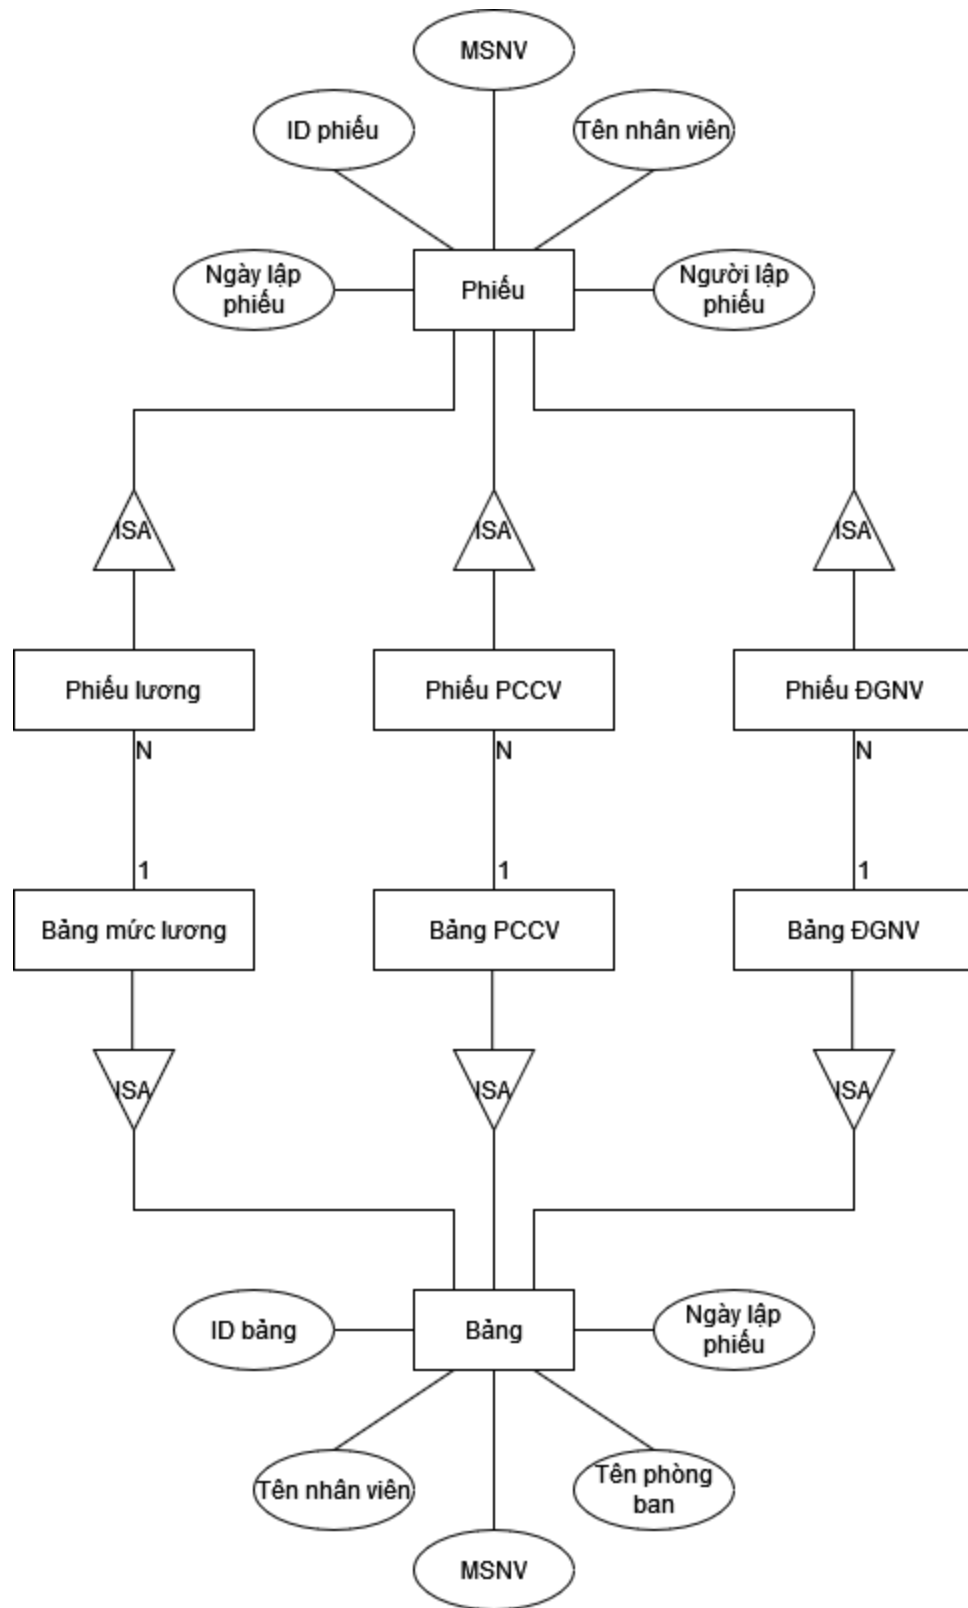 MSNV
ID phiếu
Tên nhân viên
Ngày lập
phiếu
Phiếu
Người lập
phiếu
ISA
ISA
ISA
Phiếu lương
Phiếu PCCV
Phiếu ĐGNV
N
N
N
1
1
1
Bảng mức lương
Bảng PCCV
Bảng ĐGNV
ISA
ISA
ISA
ID bảng
Bảng
Ngày lập
phiếu
Tên nhân viên
Tên phòng
ban
MSNV